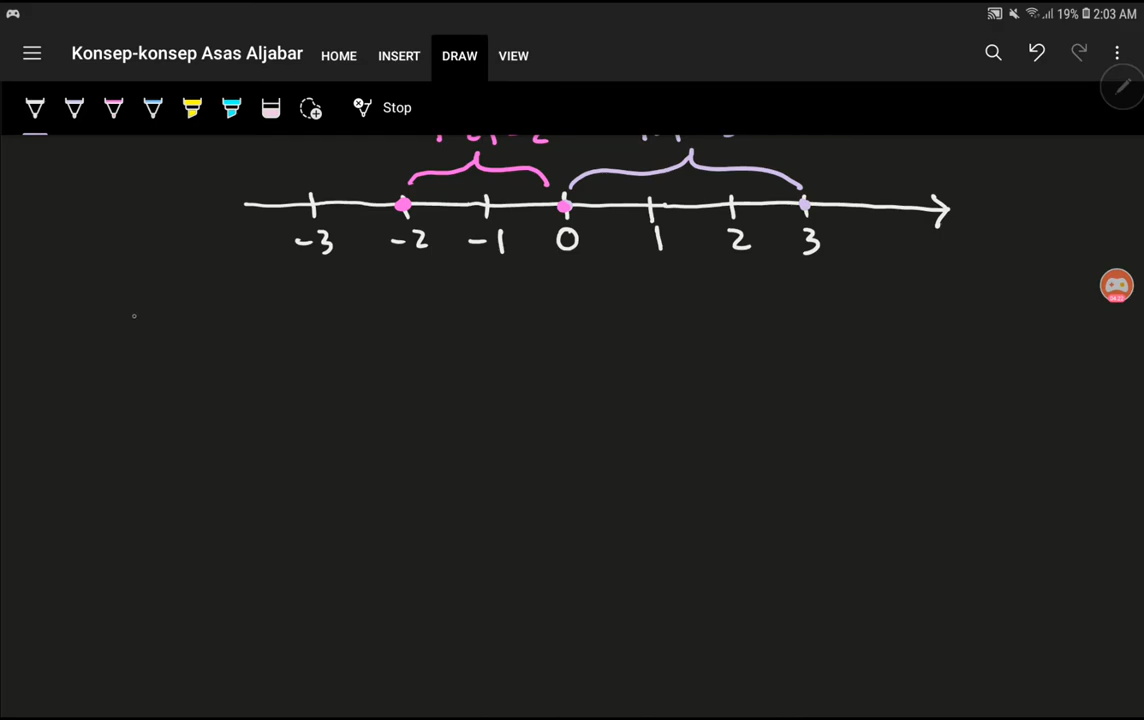 19% 2:03 AM
Konsep-konsep Asas Aljabar HOME INSERT DRAW VIEW
Stop
-3 -2 -1 0 1 2 3